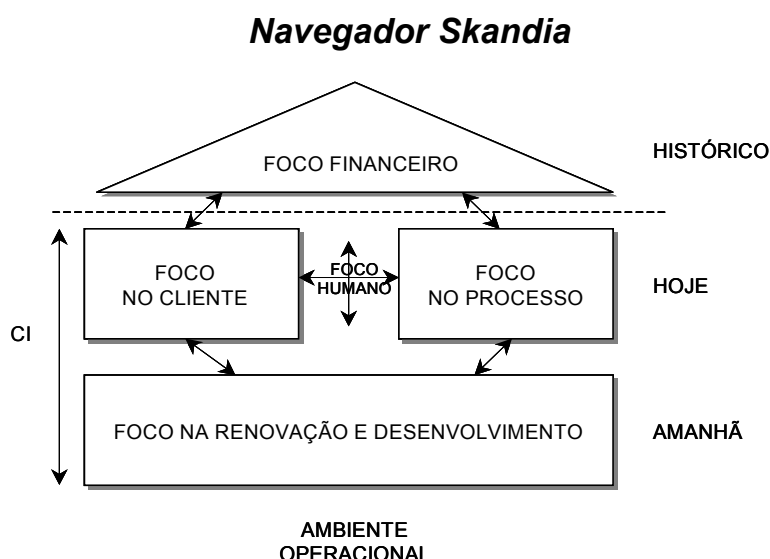 Navegador Skandia
FOCO FINANCEIRO
HISTÓRICO
FOCO
NO CLIENTE
FOCO
HUMANO
FOCO
NO PROCESSO
HOJE
CI
FOCO NA RENOVAÇÃO E DESENVOLVIMENTO
AMANHÃ
AMBIENTE
OPERACIONAL